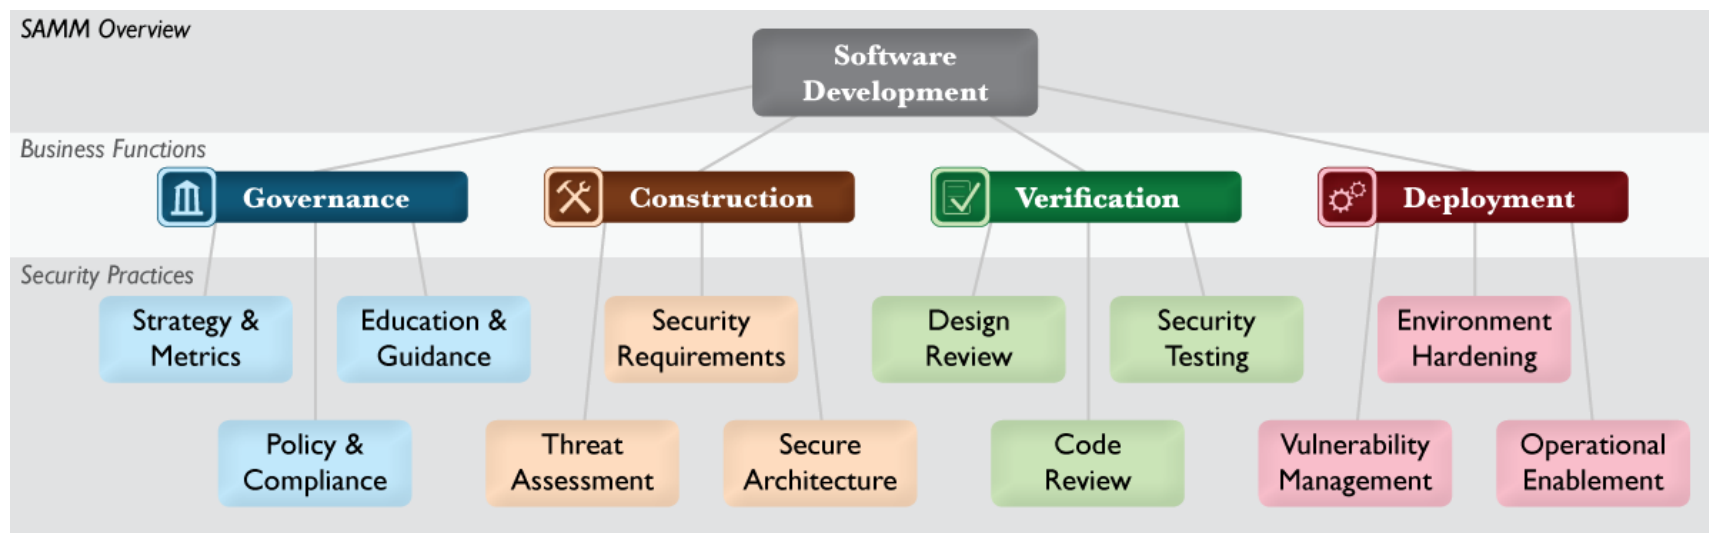 SAMM Overview
Software
Development
Business Functions
Governance
Construction
Verification
Deployment
Security Practices
Strategy &
Metrics
Education &
Guidance
Security
Requirements
Design
Review
Security
Testing
Environment
Hardening
Policy &
Compliance
Threat
Assessment
Secure
Architecture
Code
Review
Vulnerability
Management
Operational
Enablement